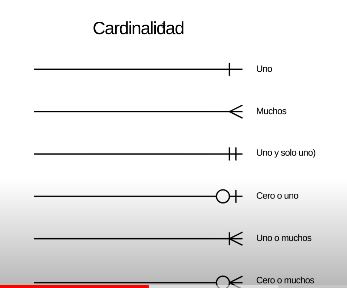 Cardinalidad
Uno
Muchos
Uno y solo uno)
Cero o uno
Uno o muchos
Cero o muchos